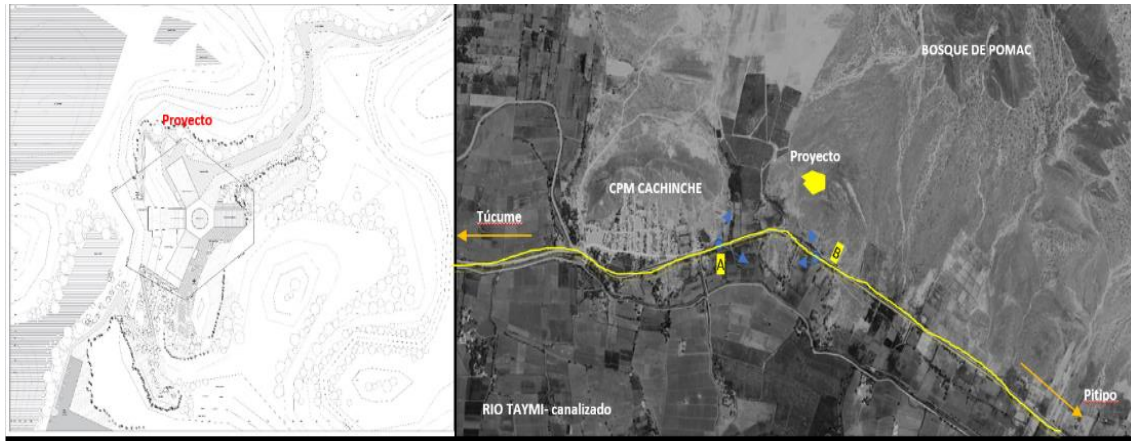 Proyecto
BOSQUE DE POMAC
Proyecto
CPM CACHINCHE
Túcume
A
B
RIO TAYMI- canalizado
Pitipo